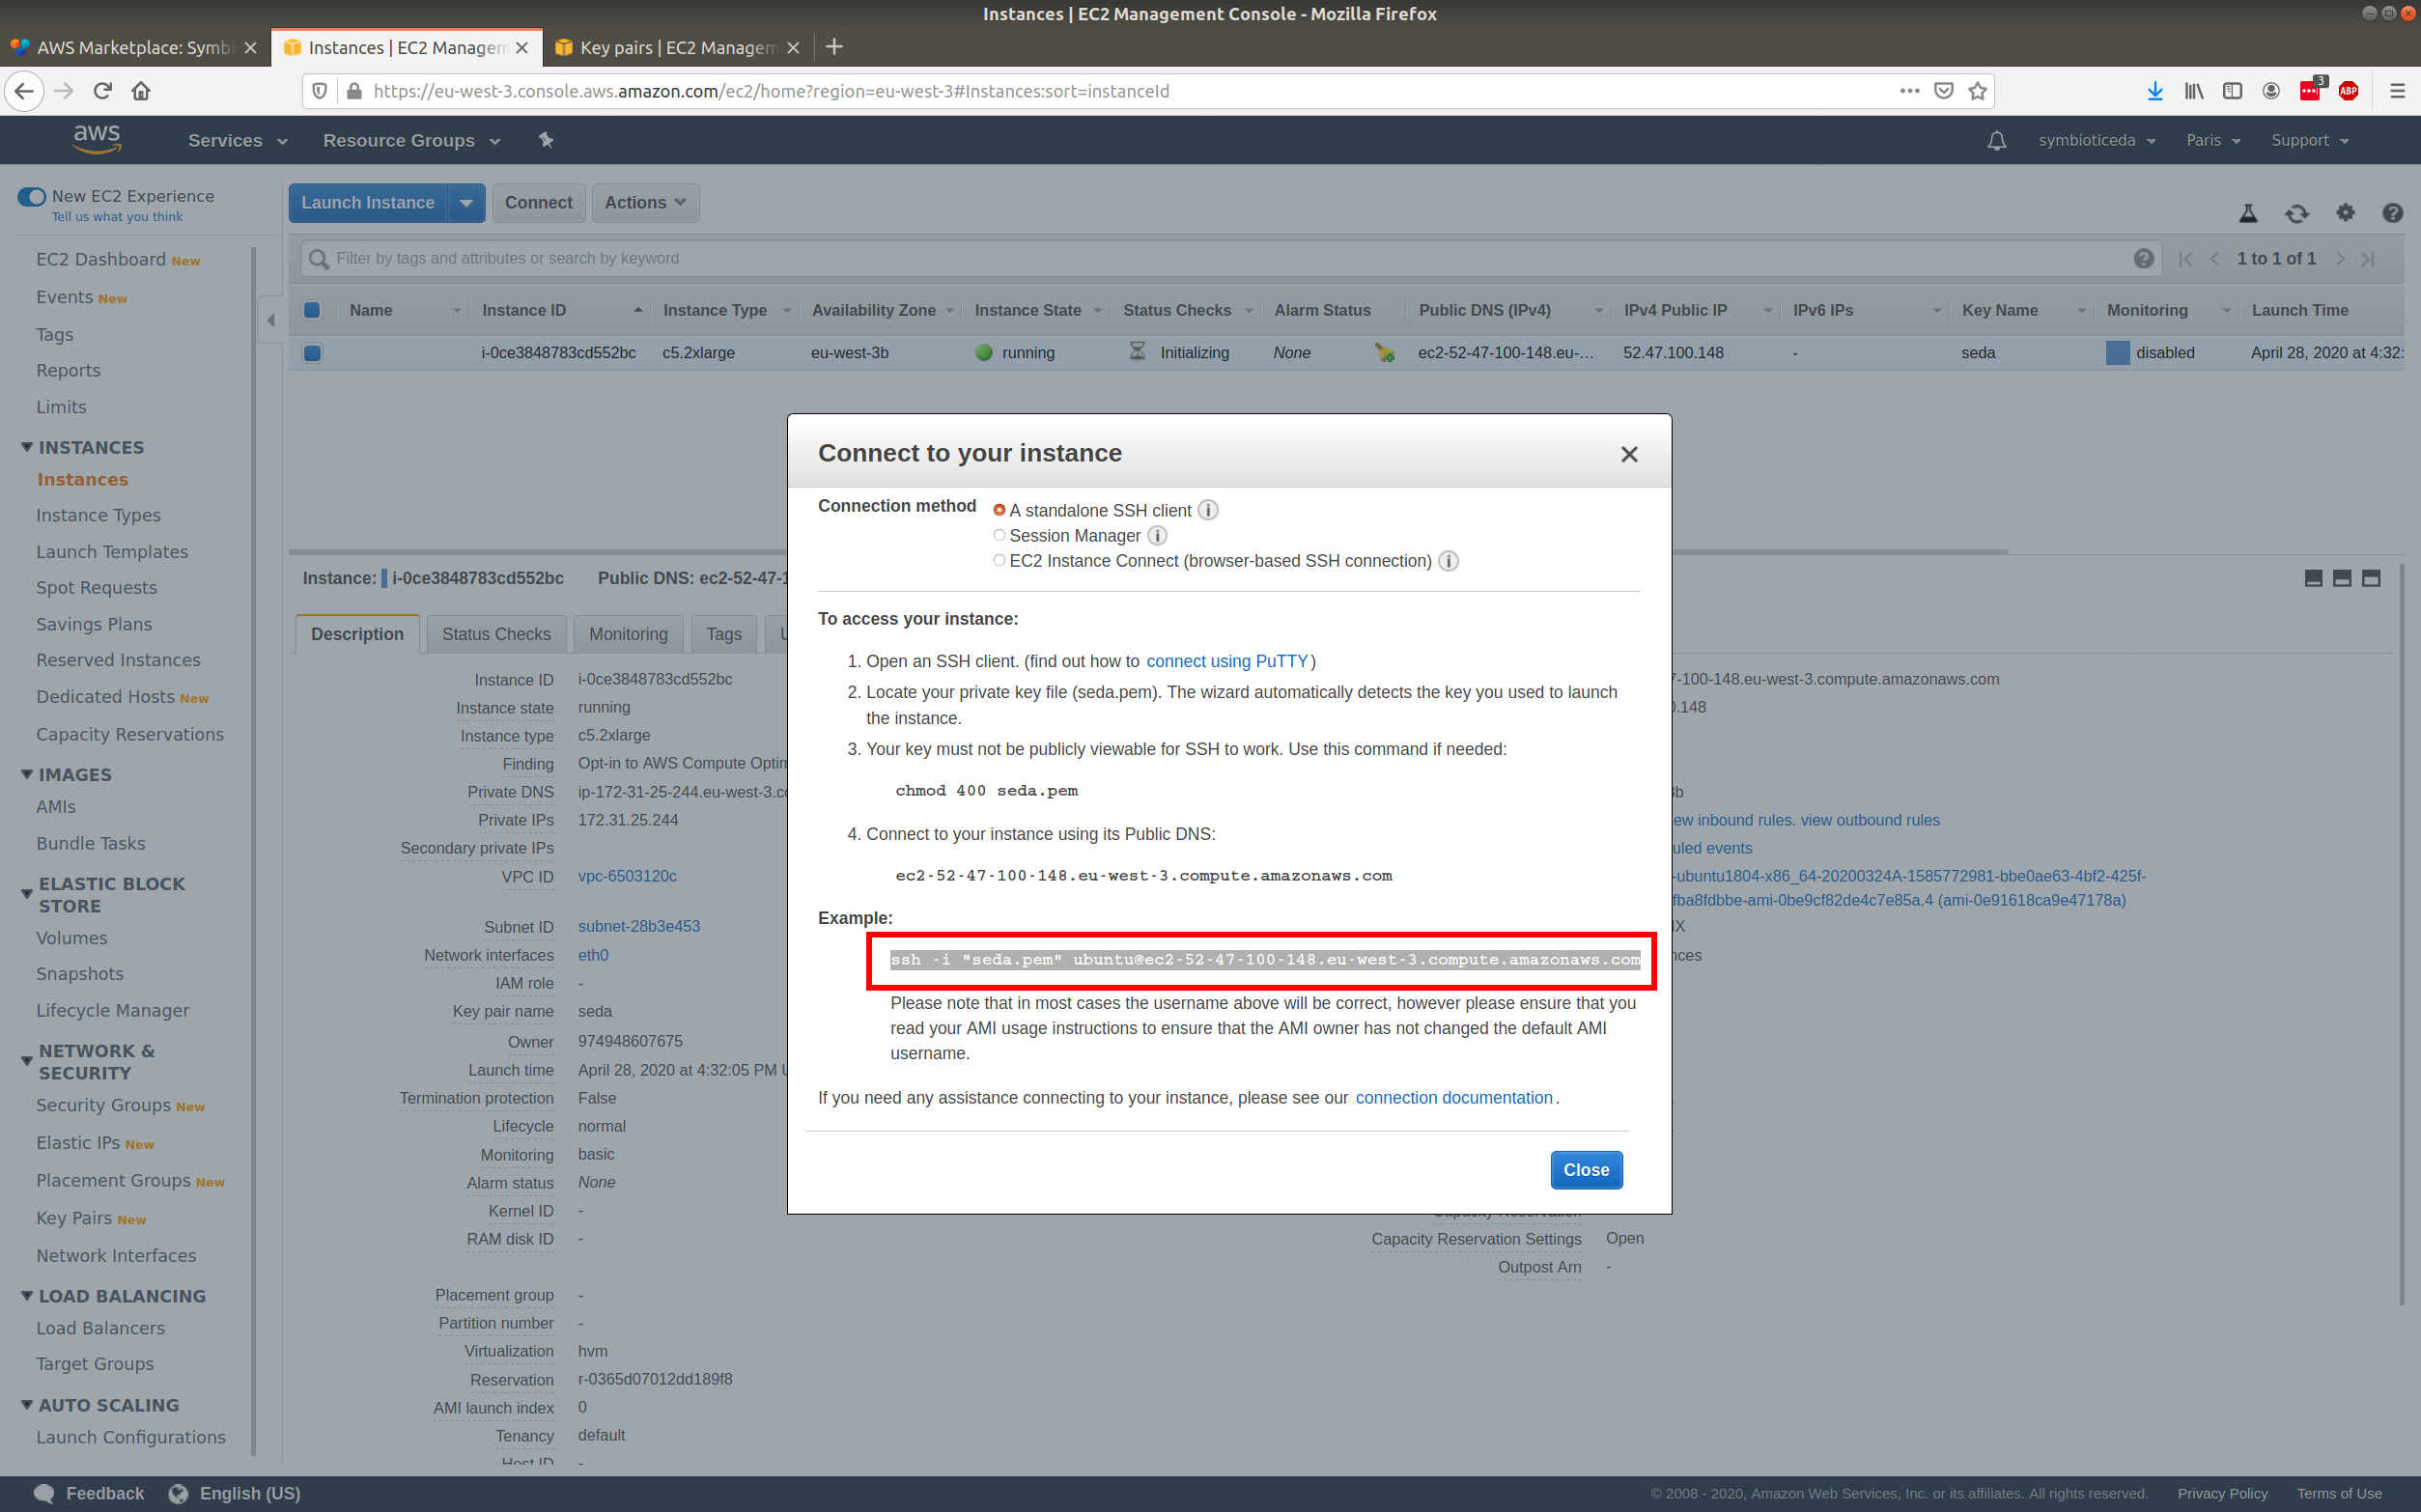 Instances | EC2 Management Console - Mozilla Firefox
AWS Marketplace: Symbi
Instances | EC2 Managem
Key pairs | EC2 Managem
https://eu-west-3.console.aws.amazon.com/ec2/home?region=eu-west-3#Instances:sort=instanceId
3
ABP
aws
Services
Resource Groups
symbioticeda
Paris
Support
New EC2 Experience
Tell us what you think
EC2 Dashboard New
Events New
Tags
Reports
Limits
INSTANCES
Instances
Instance Types
Launch Templates
Spot Requests
Savings Plans
Reserved Instances
Dedicated Hosts New
Capacity Reservations
IMAGES
AMIs
Bundle Tasks
ELASTIC BLOCK
STORE
Volumes
Snapshots
Lifecycle Manager
NETWORK &
SECURITY
Security Groups New
Elastic IPs New
Placement Groups New
Key Pairs New
Network Interfaces
LOAD BALANCING
Load Balancers
Target Groups
AUTO SCALING
Launch Configurations
Launch Instance
Connect
Actions
Filter by tags and attributes or search by keyword
1 to 1 of 1
Name Instance ID Instance Type Availability Zone Instance State Status Checks Alarm Status Public DNS (IPv4) IPv4 Public IP IPv6 IPs Key Name Monitoring Launch Time
i-0ce3848783cd552bc c5.2xlarge eu-west-3b running Initializing None ec2-52-47-100-148.eu-... 52.47.100.148 - seda disabled April 28, 2020 at 4:32:
Instance: i-0ce3848783cd552bc Public DNS: ec2-52-47-1
Description
Status Checks
Monitoring
Tags
Instance ID i-0ce3848783cd552bc
Instance state running
Instance type c5.2xlarge
Finding Opt-in to AWS Compute Optim
Private DNS ip-172-31-25-244.eu-west-3.co
Private IPs 172.31.25.244
Secondary private IPs
VPC ID vpc-6503120c
Subnet ID subnet-28b3e453
Network interfaces eth0
IAM role -
Key pair name seda
Owner 974948607675
Launch time April 28, 2020 at 4:32:05 PM U
Termination protection False
Lifecycle normal
Monitoring basic
Alarm status None
Kernel ID -
RAM disk ID -
Placement group -
Partition number -
Virtualization hvm
Reservation r-0365d07012dd189f8
AMI launch index 0
Tenancy default
Host ID -
7-100-148.eu-west-3.compute.amazonaws.com
0.148
3b
ew inbound rules. view outbound rules
uled events
-ubuntu1804-x86_64-20200324A-1585772981-bbe0ae63-4bf2-425f-
fba8fdbbe-ami-0be9cf82de4c7e85a.4 (ami-0e91618ca9e47178a)
IX
nces
Capacity Reservation
Capacity Reservation Settings Open
Outpost Arn -
Connect to your instance
Connection method
A standalone SSH client
Session Manager
EC2 Instance Connect (browser-based SSH connection)
To access your instance:
1. Open an SSH client. (find out how to connect using PuTTY)
2. Locate your private key file (seda.pem). The wizard automatically detects the key you used to launch
the instance.
3. Your key must not be publicly viewable for SSH to work. Use this command if needed:
chmod 400 seda.pem
4. Connect to your instance using its Public DNS:
ec2-52-47-100-148.eu-west-3.compute.amazonaws.com
Example:
ssh -i "seda.pem" ubuntu@ec2-52-47-100-148.eu-west-3.compute.amazonaws.com
Please note that in most cases the username above will be correct, however please ensure that you
read your AMI usage instructions to ensure that the AMI owner has not changed the default AMI
username.
If you need any assistance connecting to your instance, please see our connection documentation.
Close
Feedback
English (US)
© 2008 - 2020, Amazon Web Services, Inc. or its affiliates. All rights reserved.
Privacy Policy
Terms of Use